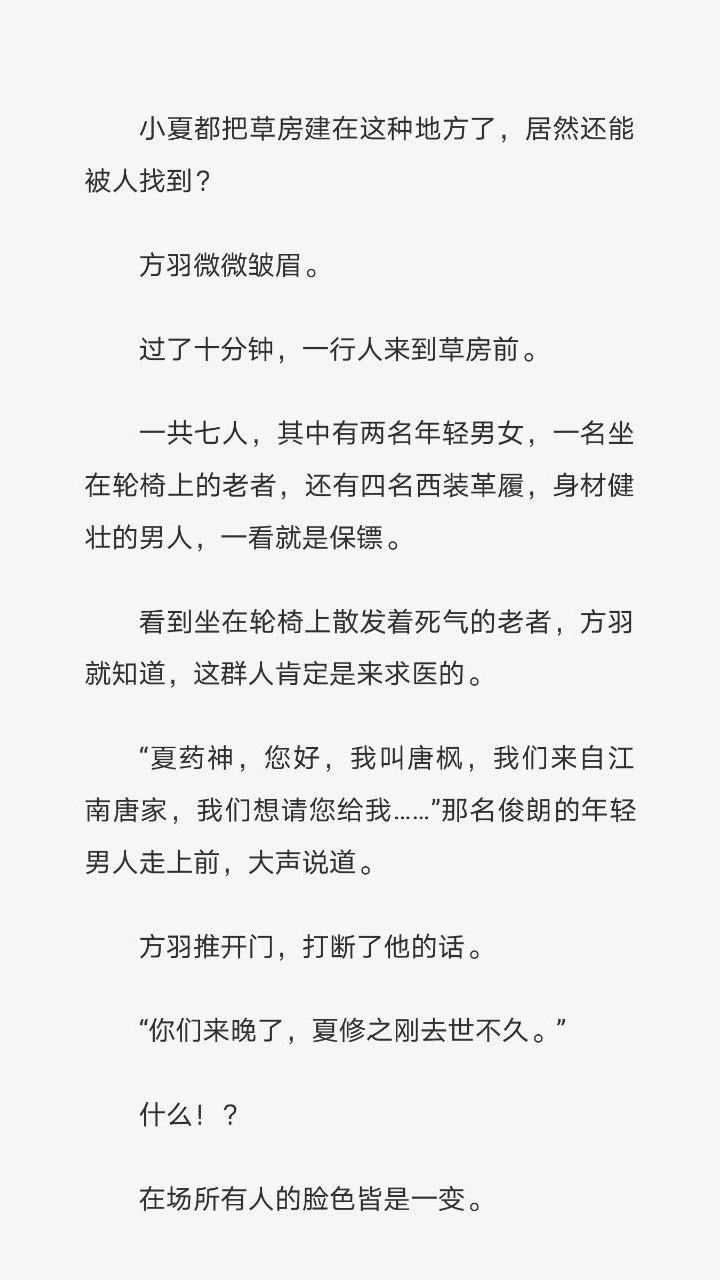 小夏都把草房建在这种地方了，居然还能
被人找到？
方羽微微皱眉。
过了十分钟，一行人来到草房前。
一共七人，其中有两名年轻男女，一名坐
在轮椅上的老者，还有四名西装革履，身材健
壮的男人，一看就是保镖。
看到坐在轮椅上散发着死气的老者，方羽
就知道，这群人肯定是来求医的。
“夏药神，您好，我叫唐枫，我们来自江
南唐家，我们想请您给我……”那名俊朗的年轻
男人走上前，大声说道。
方羽推开门，打断了他的话。
“你们来晚了，夏修之刚去世不久。”
什么！？
在场所有人的脸色皆是一变。